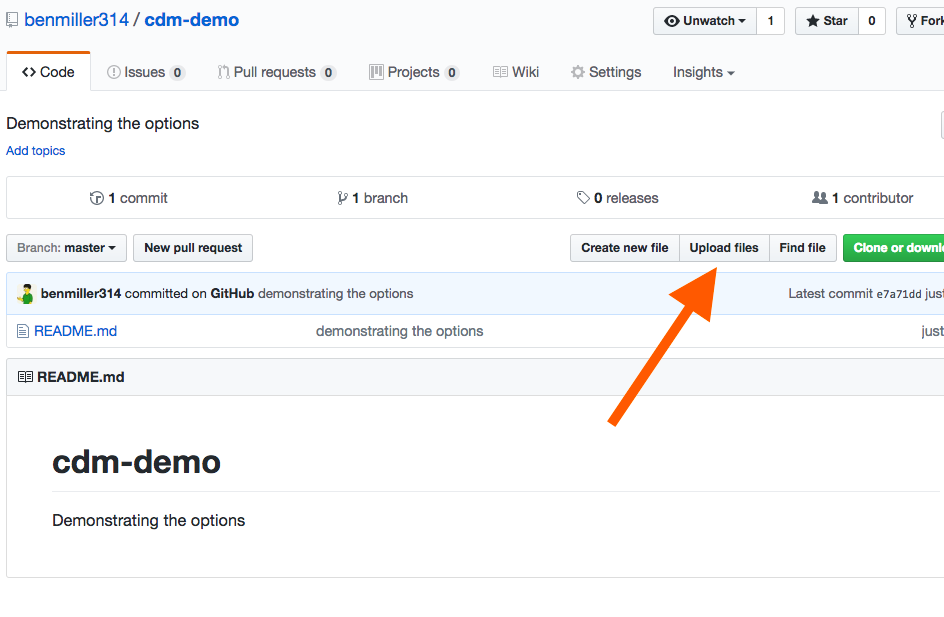 benmiller314 / cdm-demo Unwatch 1 Star 0
Code Issues 0 Pull requests 0 Projects 0 Wiki Settings Insights
Demonstrating the options
Add topics
1 commit 1 branch 0 releases 1 contributor
Branch: master New pull request Create new file Upload files Find file Clone or
benmiller314 committed on GitHub demonstrating the options Latest commit e7a71dd just
README.md demonstrating the options just
README.md
cdm-demo
Demonstrating the options